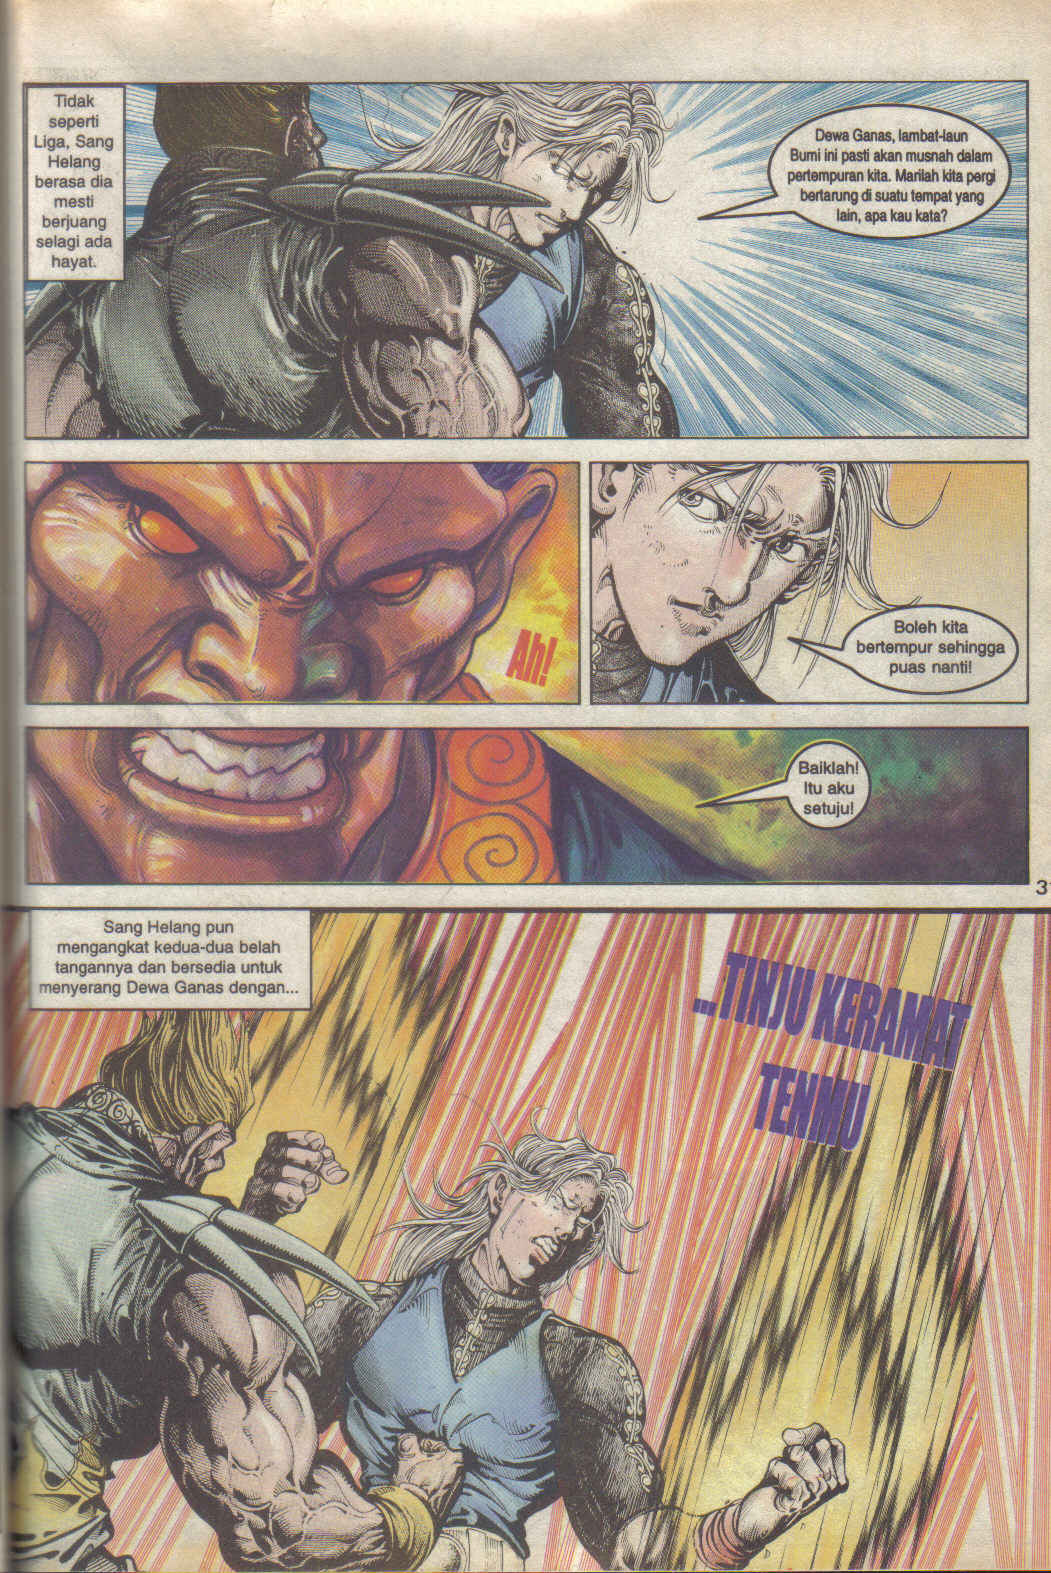 Tidak
seperti
Liga, Sang
Helang
berasa dia
mesti
berjuang
selagi ada
hayat.
Dewa Ganas, lambat-laun
Bumi ini pasti akan musnah dalam
pertempuran kita. Marilah kita pergi
bertarung di suatu tempat yang
lain, apa kau kata?
Ah!
Boleh kita
bertempur sehingga
puas nanti!
Baiklah!
Itu aku
setuju!
Sang Helang pun
mengangkat kedua-dua belah
tangannya dan bersedia untuk
menyerang Dewa Ganas dengan...
...TINJU KERAMAT
TENMU